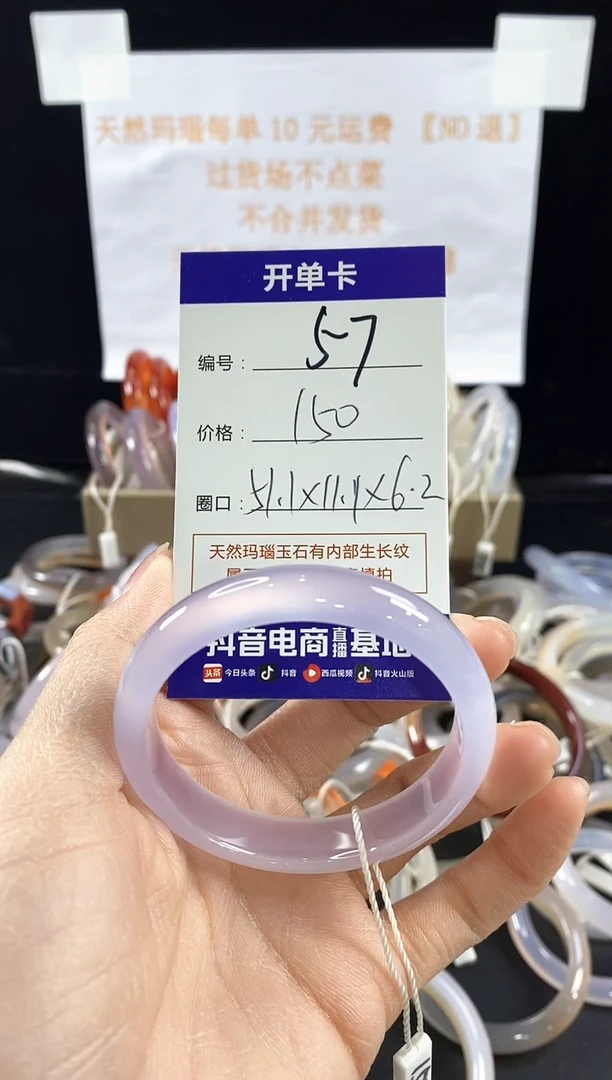 天然玛瑙每单10元运费 【NO退】
过货场不点菜
不合并发货
开单卡
编号: 57
价格: 150
圈口: 51.1×11.1×6.2
天然玛瑙玉石有内部生长纹
抖音电商直播基地
头条 今日头条 抖音 西瓜视频 抖音火山版